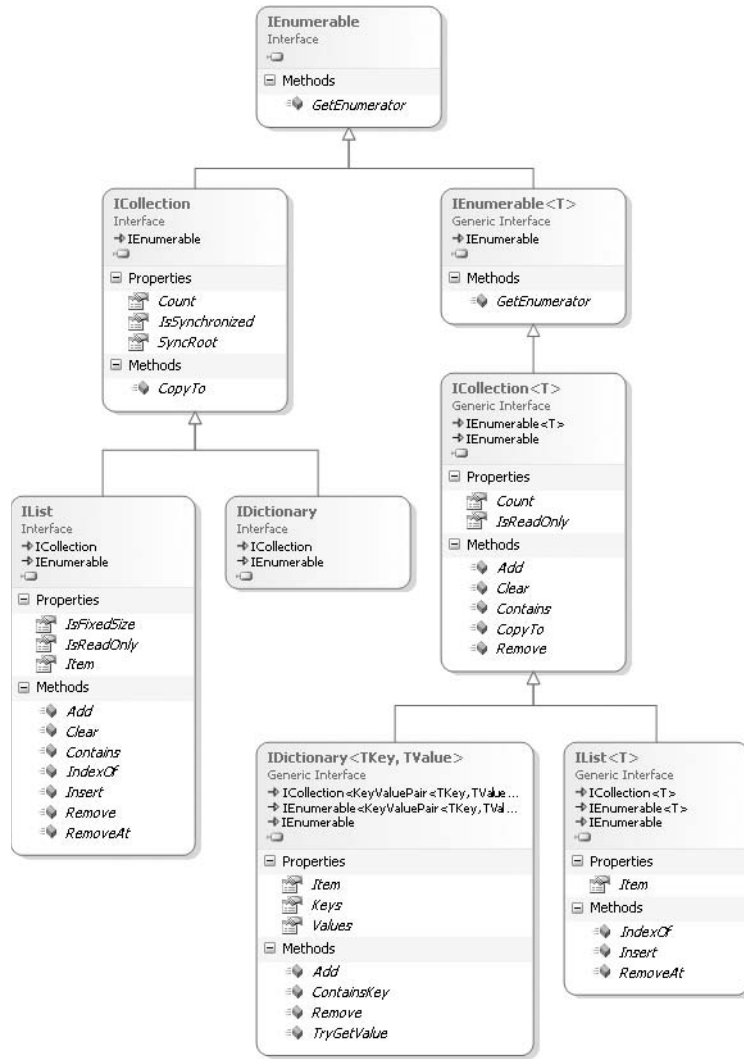 IEnumerable
Interface
Methods
GetEnumerator
ICollection
Interface
IEnumerable
Properties
Count
IsSynchronized
SyncRoot
Methods
CopyTo
IEnumerable<T>
Generic Interface
IEnumerable
Methods
GetEnumerator
ICollection<T>
Generic Interface
IEnumerable<T>
IEnumerable
Properties
Count
IsReadOnly
Methods
Add
Clear
Contains
CopyTo
Remove
IList
Interface
ICollection
IEnumerable
Properties
IsFixedSize
IsReadOnly
Item
Methods
Add
Clear
Contains
IndexOf
Insert
Remove
RemoveAt
IDictionary
Interface
ICollection
IEnumerable
IDictionary<TKey, TValue>
Generic Interface
ICollection<KeyValuePair<TKey,TValue...
IEnumerable<KeyValuePair<TKey,TVal...
IEnumerable
Properties
Item
Keys
Values
Methods
Add
ContainsKey
Remove
TryGetValue
IList<T>
Generic Interface
ICollection<T>
IEnumerable<T>
IEnumerable
Properties
Item
Methods
IndexOf
Insert
RemoveAt